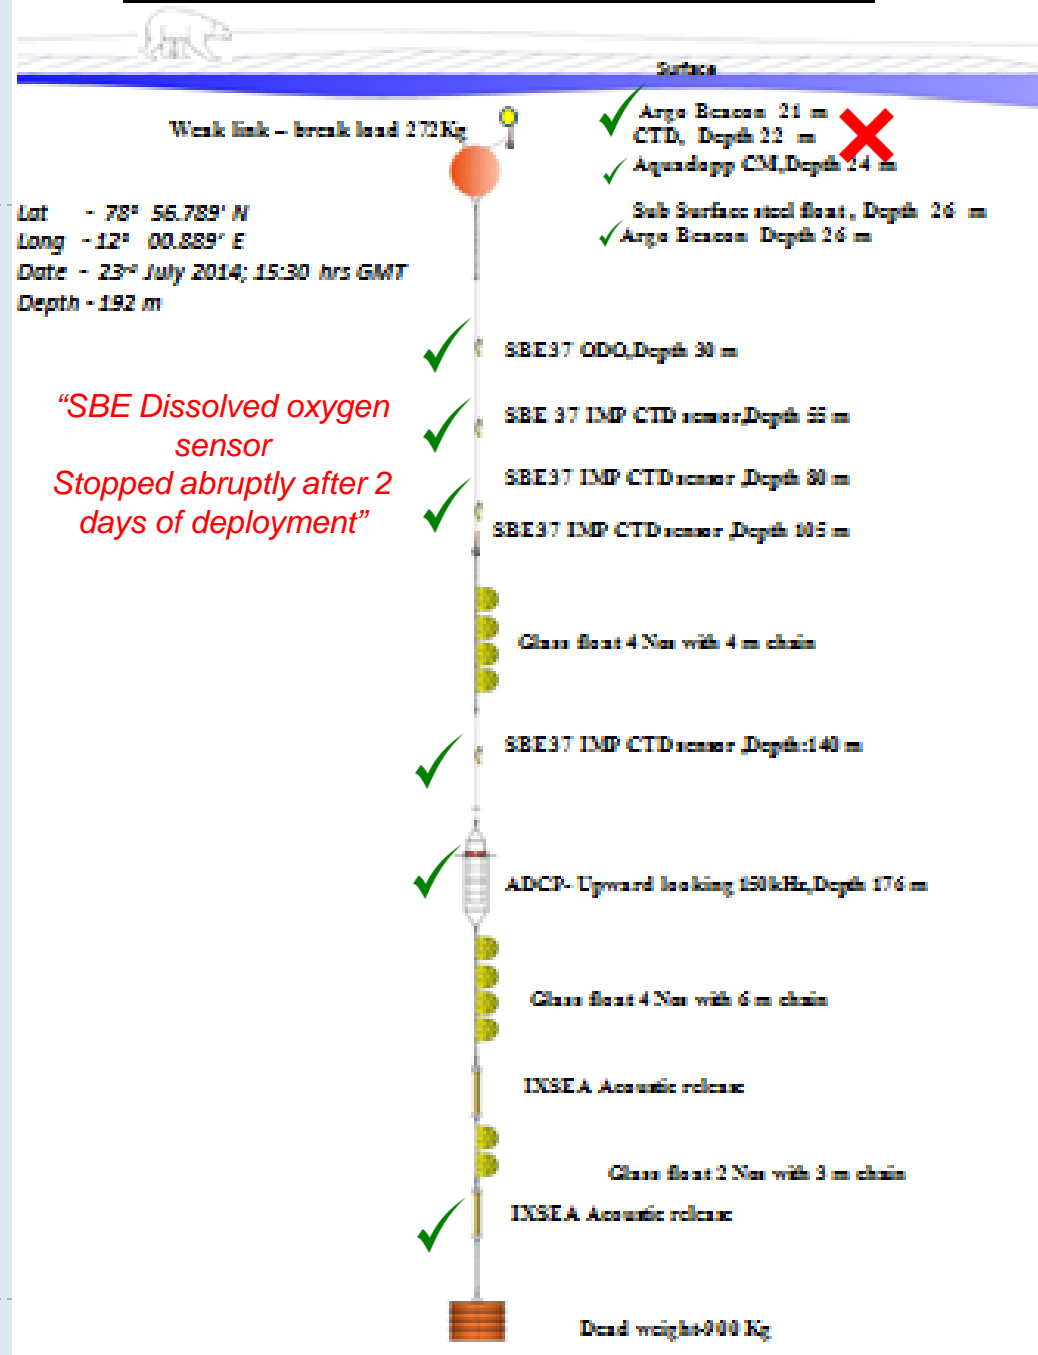 Surface
Argo Beacon 21 m
Weak link – break load 272Kg
CTD, Depth 22 m
Aquadopp CM,Depth 24 m
Lat - 78° 56.789' N
Sub Surface steel float , Depth 26 m
Long - 12° 00.889' E
Argo Beacon Depth 26 m
Date - 23rd July 2014; 15:30 hrs GMT
Depth - 192 m
SBE37 ODO,Depth 30 m
“SBE Dissolved oxygen
sensor
Stopped abruptly after 2
days of deployment”
SBE 37 IMP CTD sensor,Depth 55 m
SBE37 IMP CTD sensor ,Depth 80 m
SBE37 IMP CTD sensor ,Depth 105 m
Glass float 4 Nos with 4 m chain
SBE37 IMP CTD sensor ,Depth:140 m
ADCP- Upward looking 150kHz,Depth 176 m
Glass float 4 Nos with 6 m chain
IXSEA Acoustic release
Glass float 2 Nos with 3 m chain
IXSEA Acoustic release
Dead weight-900 Kg